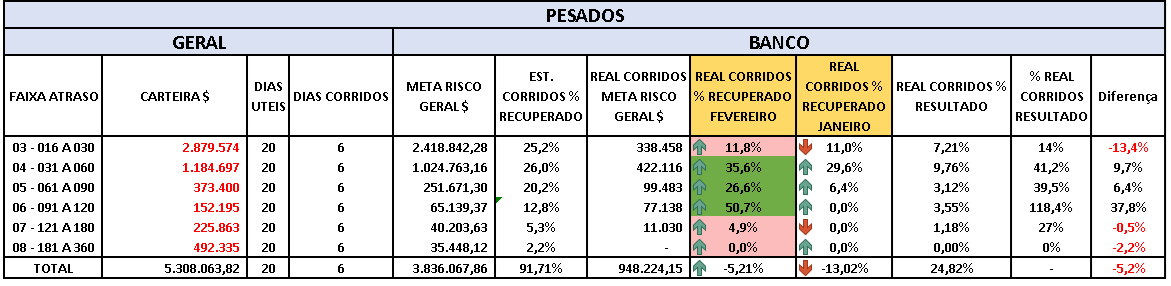 PESADOS
GERAL BANCO
FAIXA ATRASO CARTEIRA $ DIAS UTEIS DIAS CORRIDOS META RISCO GERAL $ EST. CORRIDOS % RECUPERADO REAL CORRIDOS META RISCO GERAL $ REAL CORRIDOS % RECUPERADO FEVEREIRO REAL CORRIDOS % RECUPERADO JANEIRO REAL CORRIDOS % RESULTADO % REAL CORRIDOS RESULTADO Diferença
03 - 016 A 030 2.879.574 20 6 2.418.842,28 25,2% 338.458 11,8% 11,0% 7,21% 14% -13,4%
04 - 031 A 060 1.184.697 20 6 1.024.763,16 26,0% 422.116 35,6% 29,6% 9,76% 41,2% 9,7%
05 - 061 A 090 373.400 20 6 251.671,30 20,2% 99.483 26,6% 6,4% 3,12% 39,5% 6,4%
06 - 091 A 120 152.195 20 6 65.139,37 12,8% 77.138 50,7% 0,0% 3,55% 118,4% 37,8%
07 - 121 A 180 225.863 20 6 40.203,63 5,3% 11.030 4,9% 0,0% 1,18% 27% -0,5%
08 - 181 A 360 492.335 20 6 35.448,12 2,2% - 0,0% 0,0% 0,00% 0% -2,2%
TOTAL 5.308.063,82 20 6 3.836.067,86 91,71% 948.224,15 -5,21% -13,02% 24,82% - -5,2%